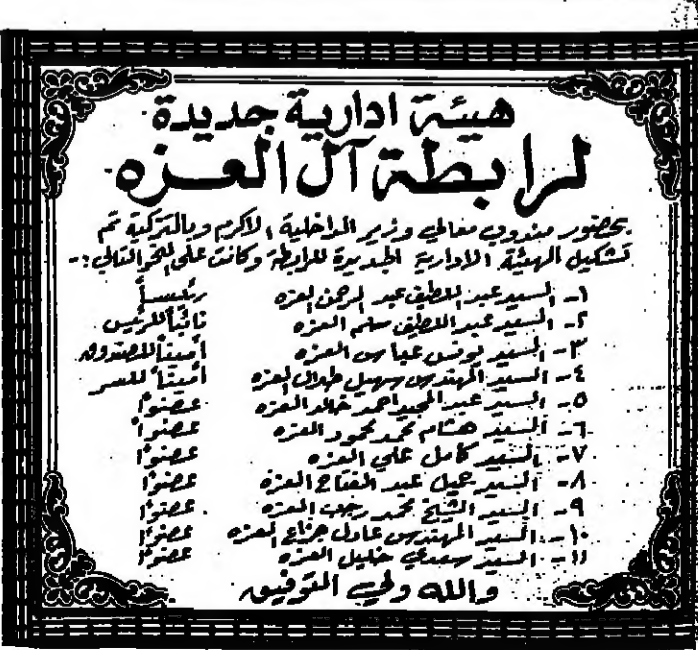 هيئة ادارية جديدة
لرابطة آل العزه
بحضور مندوب معالي وزير الداخلية الاكرم وبالتزكية تم
تشكيل الهيئة الادارية الجديدة للرابطة وكانت على النحو التالي :-
١- السيد عبد اللطيف عبد الرحمن العزه رئيساً
٢- السيد عبد اللطيف سلم العزه نائباً للرئيس
٣- السيد يونس عباس العزه أميناً للصندوق
٤- السيد المهندس سهيل طلال العزه أميناً للسر
٥- السيد عبد المجيد احمد خالد العزه عضواً
٦- السيد هشام محمد محمود العزه عضواً
٧- السيد كامل علي العزه عضواً
٨- السيد جميل عبد الفتاح العزه عضواً
٩- السيد الشيخ محمد رجب العزه عضواً
١٠- السيد المهندس عادل العزه عضواً
١١- السيد سعدي خليل العزه عضواً
والله ولي التوفيق